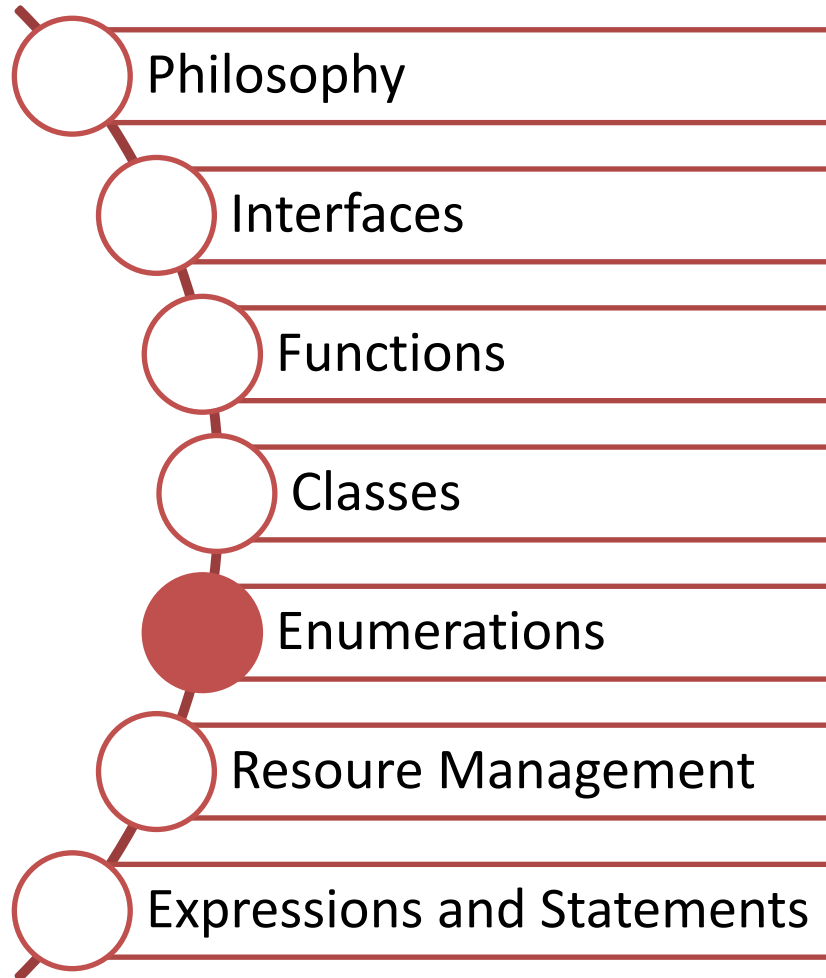 Philosophy
Interfaces
Functions
Classes
Enumerations
Resoure Management
Expressions and Statements